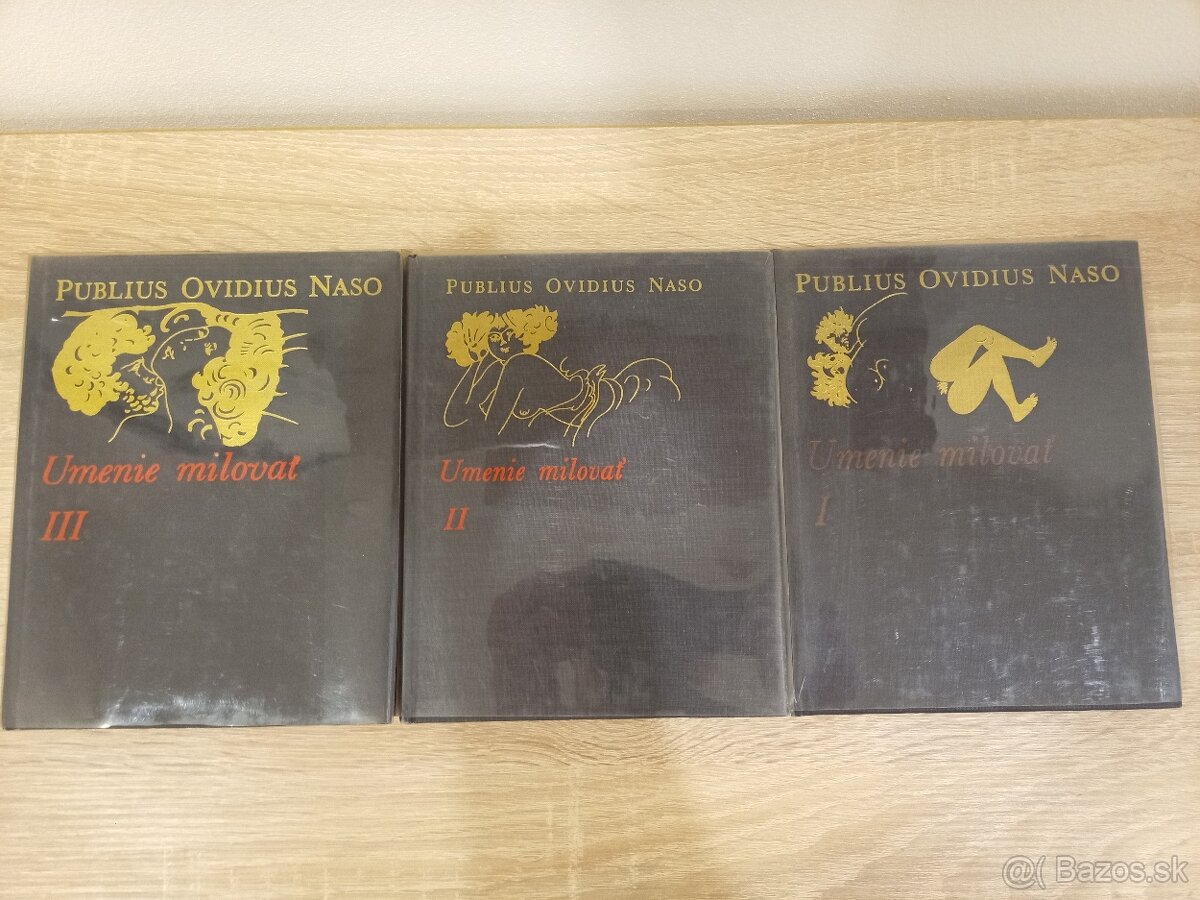 PUBLIUS OVIDIUS NASO
Umenie milovať
III
PUBLIUS OVIDIUS NASO
Umenie milovať
II
PUBLIUS OVIDIUS NASO
Umenie milovať
I
@( Bazos.sk